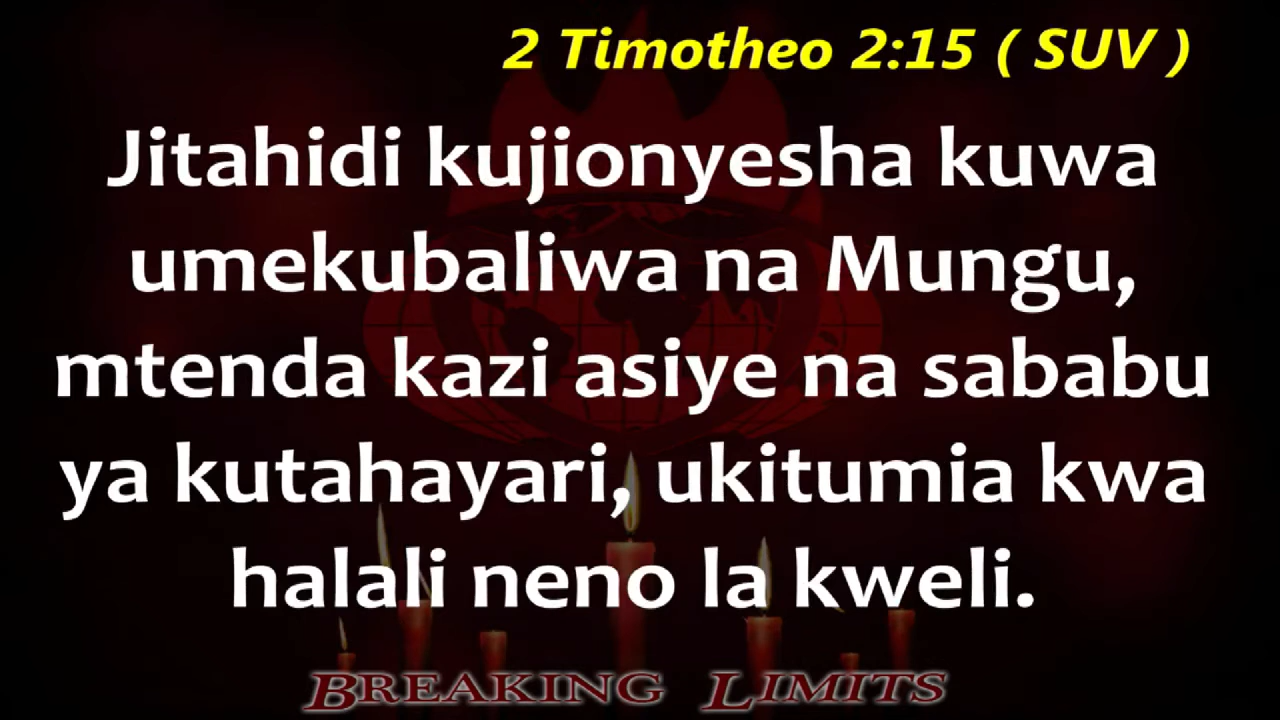 2 Timotheo 2:15 ( SUV )
Jitahidi kujionyesha kuwa
umekubaliwa na Mungu,
mtenda kazi asiye na sababu
ya kutahayari, ukitumia kwa
halali neno la kweli.
BREAKING LIMITS